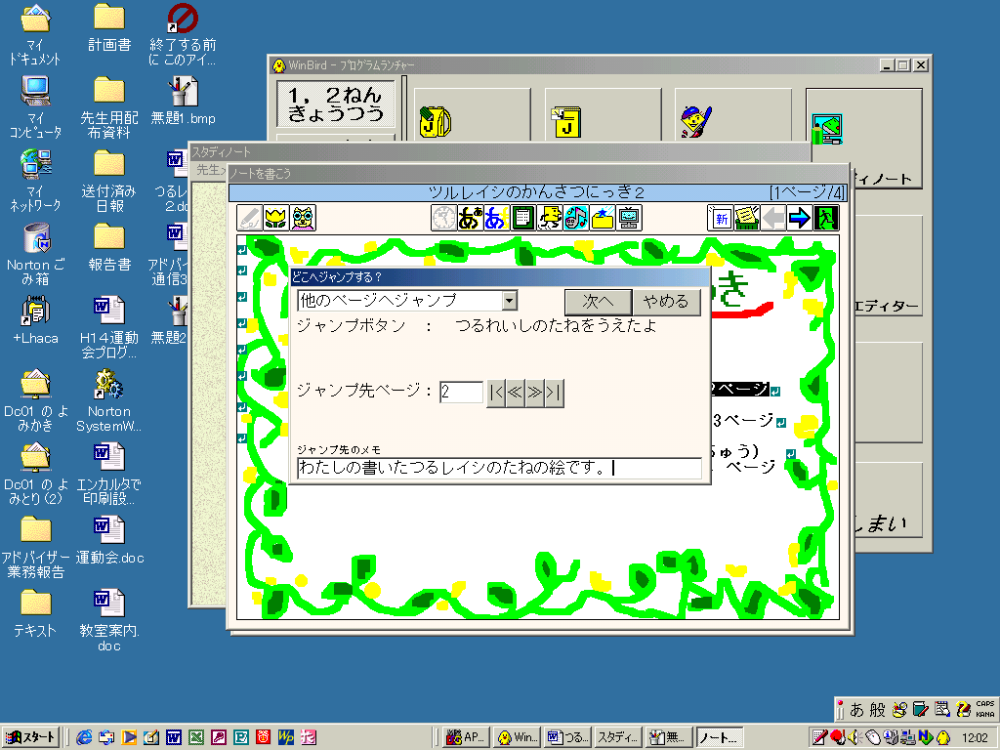 マイ
ﾄﾞｷｭﾒﾝﾄ
計画書
終了する前
に このアイ...
マイ
ｺﾝﾋﾟｭｰﾀ
先生用配
布資料
無題1.bmp
マイ
ﾈｯﾄﾜｰｸ
送付済み
日報
つるレ
2.do
Norton ご
み箱
報告書
アドバイ
通信3
+Lhaca
H14運動
会プログ...
無題2
Dc01 の よ
みかき
Norton
SystemW...
Dc01 の よ
みとり(2)
エンカルタで
印刷設...
アドバイザー
業務報告
運動会.doc
テキスト
教室案内.
doc
WinBird - ﾌﾟﾛｸﾞﾗﾑﾗﾝﾁｬｰ
1，2ねん
きょうつう
J
J
ィノート
エディター
しまい
スタディノート
先生メ
ノートを書こう
ツルレイシのかんさつにっき２
[1ページ/4]
あぁ
あ
新
どこへジャンプする？
他のページへジャンプ
次へ
やめる
ジャンプボタン ： つるれいしのたねをうえたよ
ジャンプ先ページ：
2
|<
≪
≫
>|
ジャンプ先のメモ
わたしの書いたつるレイシのたねの絵です。
き
2ページ
3ページ
ちゅう)
ページ
あ 般
CAPS
KANA
スタート
AP...
Win...
つる...
スタディ...
無...
ノート...
12:02